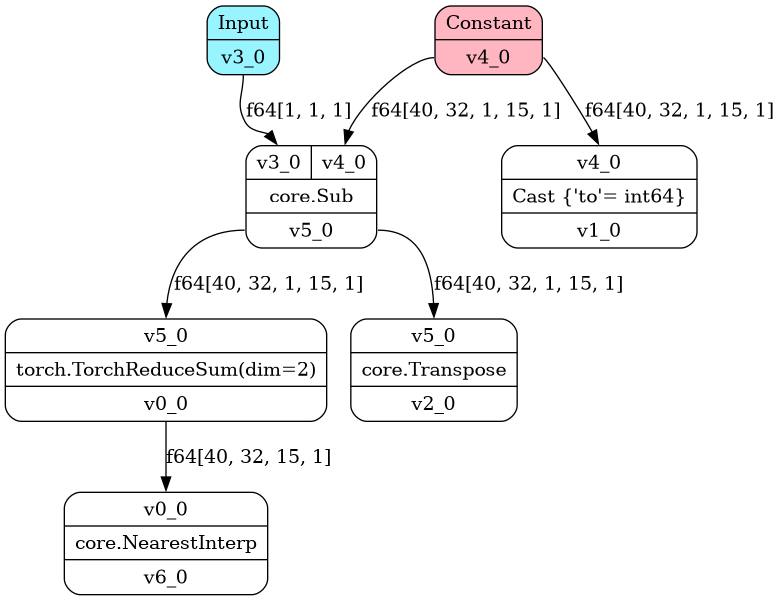 Input
v3_0
Constant
v4_0
f64[1, 1, 1]
f64[40, 32, 1, 15, 1]
f64[40, 32, 1, 15, 1]
v3_0
v4_0
core.Sub
v5_0
v4_0
Cast {'to'= int64}
v1_0
f64[40, 32, 1, 15, 1]
f64[40, 32, 1, 15, 1]
v5_0
torch.TorchReduceSum(dim=2)
v0_0
v5_0
core.Transpose
v2_0
f64[40, 32, 15, 1]
v0_0
core.NearestInterp
v6_0